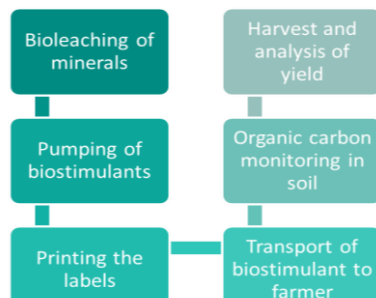 Bioleaching of
minerals
Pumping of
biostimulants
Printing the
labels
Transport of
biostimulant to
farmer
Organic carbon
monitoring in
soil
Harvest and
analysis of
yield